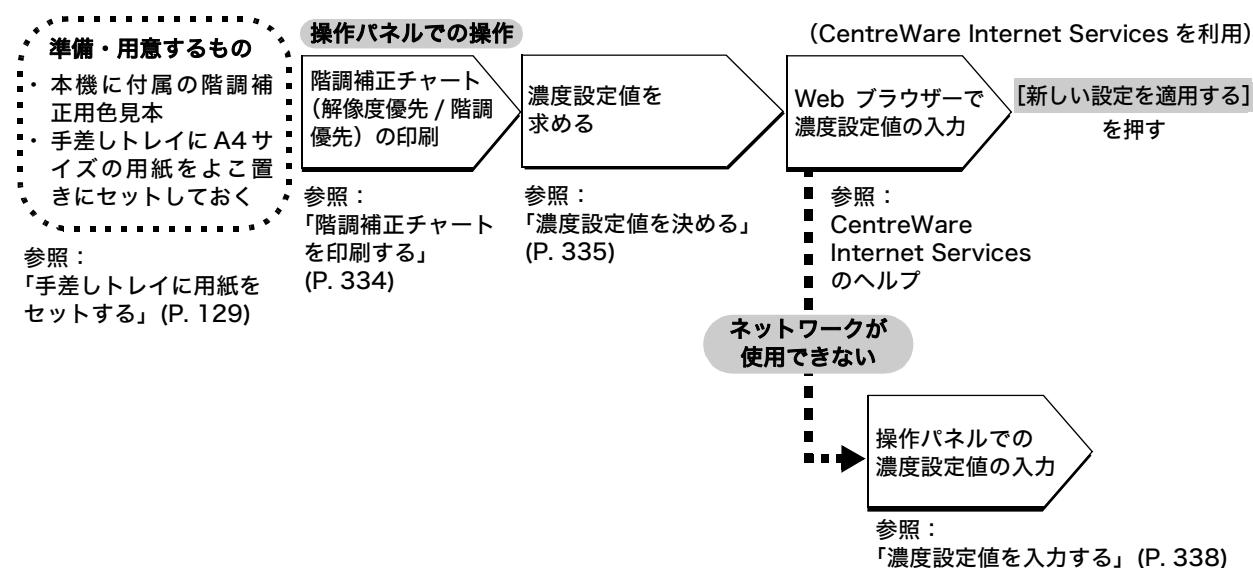 準備・用意するもの
・ 本機に付属の階調補
正用色見本
・ 手差しトレイに A4 サ
イズの用紙をよこ置
きにセットしておく
参照：
「手差しトレイに用紙を
セットする」(P. 129)
操作パネルでの操作
階調補正チャート
（解像度優先 / 階調
優先）の印刷
参照：
「階調補正チャート
を印刷する」
(P. 334)
濃度設定値を
求める
参照：
「濃度設定値を決める」
(P. 335)
（CentreWare Internet Services を利用）
Web ブラウザーで
濃度設定値の入力
参照：
CentreWare
Internet Services
のヘルプ
［新しい設定を適用する］
を押す
ネットワークが
使用できない
操作パネルでの
濃度設定値の入力
参照：
「濃度設定値を入力する」(P. 338)